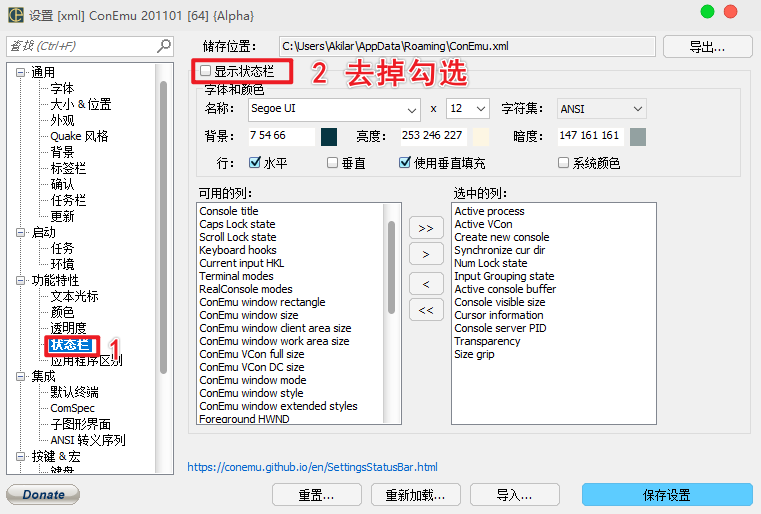 设置 [xml] ConEmu 201101 [64] {Alpha}
查找 (Ctrl+F)
储存位置：
C:\Users\Akilar\AppData\Roaming\ConEmu.xml
导出...
通用
字体
大小 & 位置
外观
Quake 风格
背景
标签栏
确认
任务栏
更新
启动
任务
环境
功能特性
文本光标
颜色
透明度
状态栏 1
应用程序区别
集成
默认终端
ComSpec
子图形界面
ANSI 转义序列
按键 & 宏
键盘
显示状态栏 2 去掉勾选
字体和颜色
名称： Segoe UI x 12 字符集： ANSI
背景： 7 54 66 亮度： 253 246 227 暗度： 147 161 161
行： 水平 垂直 使用垂直填充 系统颜色
可用的列：
Console title
Caps Lock state
Scroll Lock state
Keyboard hooks
Current input HKL
Terminal modes
RealConsole modes
ConEmu window rectangle
ConEmu window size
ConEmu window client area size
ConEmu window work area size
ConEmu VCon full size
ConEmu VCon DC size
ConEmu window mode
ConEmu window style
ConEmu window extended styles
Foreground HWND
>>
>
<
<<
选中的列：
Active process
Active VCon
Create new console
Synchronize cur dir
Num Lock state
Input Grouping state
Active console buffer
Console visible size
Cursor information
Console server PID
Transparency
Size grip
https://conemu.github.io/en/SettingsStatusBar.html
Donate
重置...
重新加载...
导入...
保存设置